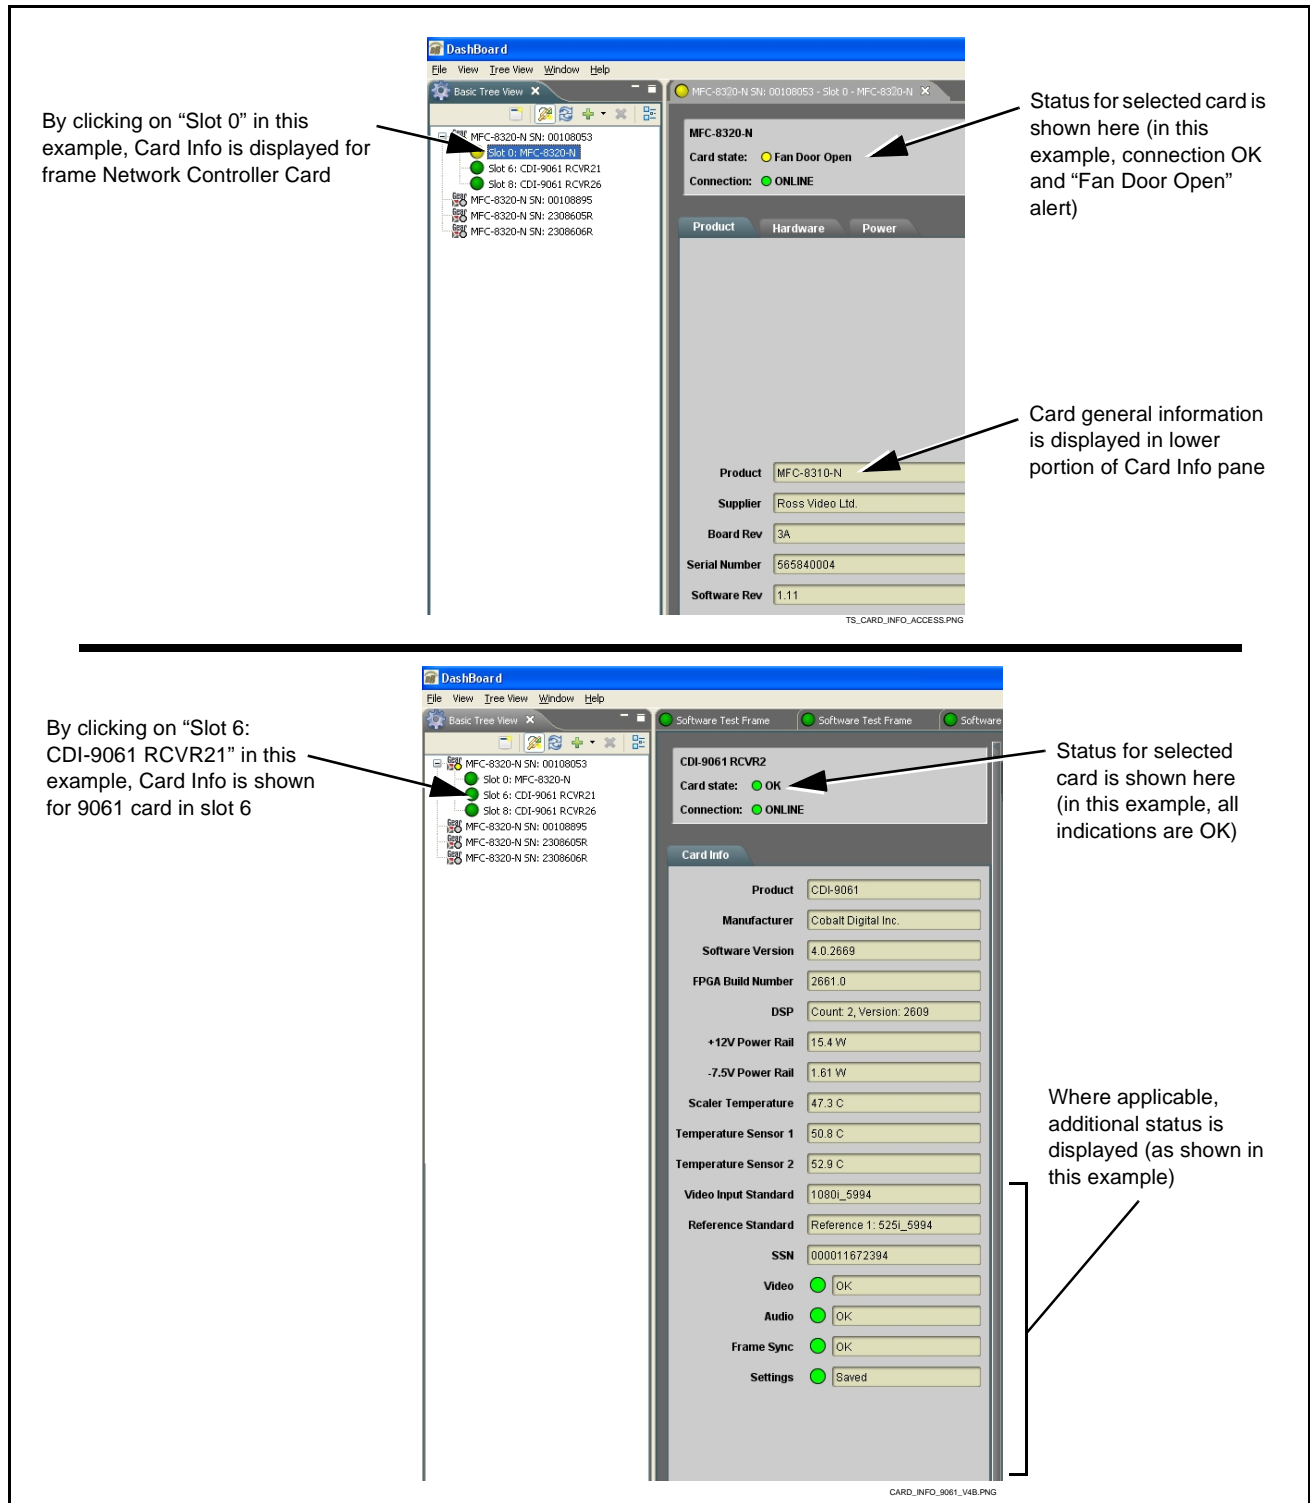 DashBoard
File View Tree View Window Help
Basic Tree View
MFC-8320-N SN: 00108053 - Slot 0 - MFC-8320-N
By clicking on “Slot 0” in this
example, Card Info is displayed for
frame Network Controller Card
MFC-8320-N SN: 00108053
Slot 0: MFC-8320-N
Slot 6: CDI-9061 RCVR21
Slot 8: CDI-9061 RCVR26
MFC-8320-N SN: 00108895
MFC-8320-N SN: 2308605R
MFC-8320-N SN: 2308606R
MFC-8320-N
Card state: Fan Door Open
Connection: ONLINE
Status for selected card is
shown here (in this
example, connection OK
and “Fan Door Open”
alert)
Product Hardware Power
Card general information
is displayed in lower
portion of Card Info pane
Product MFC-8310-N
Supplier Ross Video Ltd.
Board Rev 3A
Serial Number 565840004
Software Rev 1.11
TS_CARD_INFO_ACCESS.PNG
DashBoard
File View Tree View Window Help
Basic Tree View
Software Test Frame Software Test Frame Software
By clicking on “Slot 6:
CDI-9061 RCVR21” in this
example, Card Info is shown
for 9061 card in slot 6
MFC-8320-N SN: 00108053
Slot 0: MFC-8320-N
Slot 6: CDI-9061 RCVR21
Slot 8: CDI-9061 RCVR26
MFC-8320-N SN: 00108895
MFC-8320-N SN: 2308605R
MFC-8320-N SN: 2308606R
CDI-9061 RCVR2
Card state: OK
Connection: ONLINE
Status for selected
card is shown here
(in this example, all
indications are OK)
Card Info
Product CDI-9061
Manufacturer Cobalt Digital Inc.
Software Version 4.0.2669
FPGA Build Number 2661.0
DSP Count: 2, Version: 2609
+12V Power Rail 15.4 W
-7.5V Power Rail 1.61 W
Scaler Temperature 47.3 C
Temperature Sensor 1 50.8 C
Temperature Sensor 2 52.9 C
Video Input Standard 1080i_5994
Reference Standard Reference 1: 525i_5994
SSN 000011672394
Video OK
Audio OK
Frame Sync OK
Settings Saved
Where applicable,
additional status is
displayed (as shown in
this example)
CARD_INFO_9061_V4B.PNG